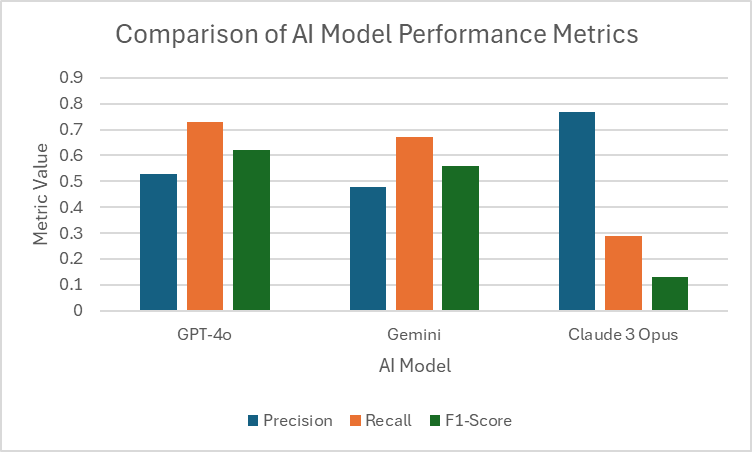 Comparison of AI Model Performance Metrics
0.9
0.8
0.7
0.6
0.5
0.4
0.3
0.2
0.1
0
Metric Value
GPT-4o Gemini Claude 3 Opus
AI Model
Precision Recall F1-Score